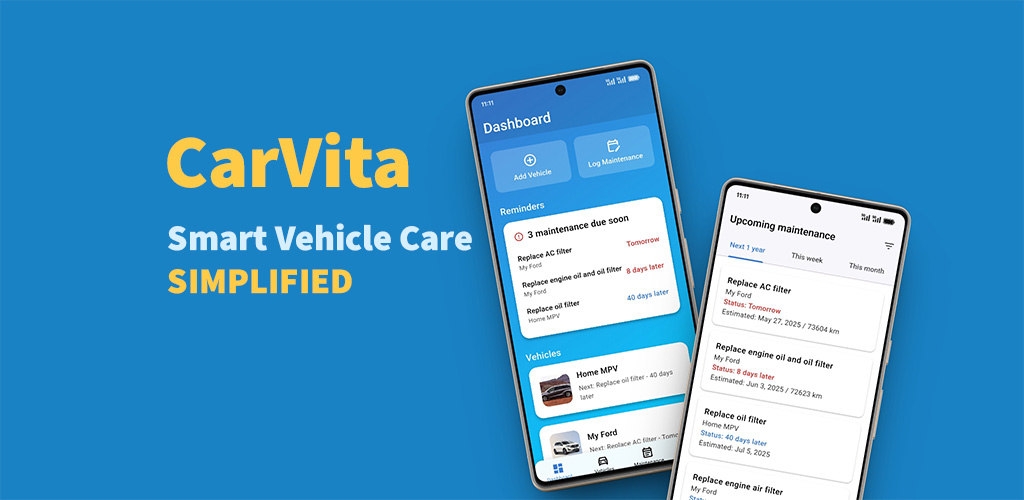 CarVita
Smart Vehicle Care
SIMPLIFIED
11:11
Dashboard
Add Vehicle
Log Maintenance
Reminders
3 maintenance due soon
Replace AC filter
Tomorrow
My Ford
Replace engine oil and oil filter
8 days later
My Ford
Replace oil filter
40 days later
Home MPV
Vehicles
Home MPV
Next: Replace oil filter - 40 days
later
My Ford
Next: Replace AC filter - Tomo
Dashboard
Vehicles
Maintenance
11:11
Upcoming maintenance
Next 1 year
This week
This month
Replace AC filter
My Ford
Status: Tomorrow
Estimated: May 27, 2025 / 73604 km
Replace engine oil and oil filter
My Ford
Status: 8 days later
Estimated: Jun 3, 2025 / 72623 km
Replace oil filter
Home MPV
Status: 40 days later
Estimated: Jul 5, 2025
Replace engine air filter
My Ford